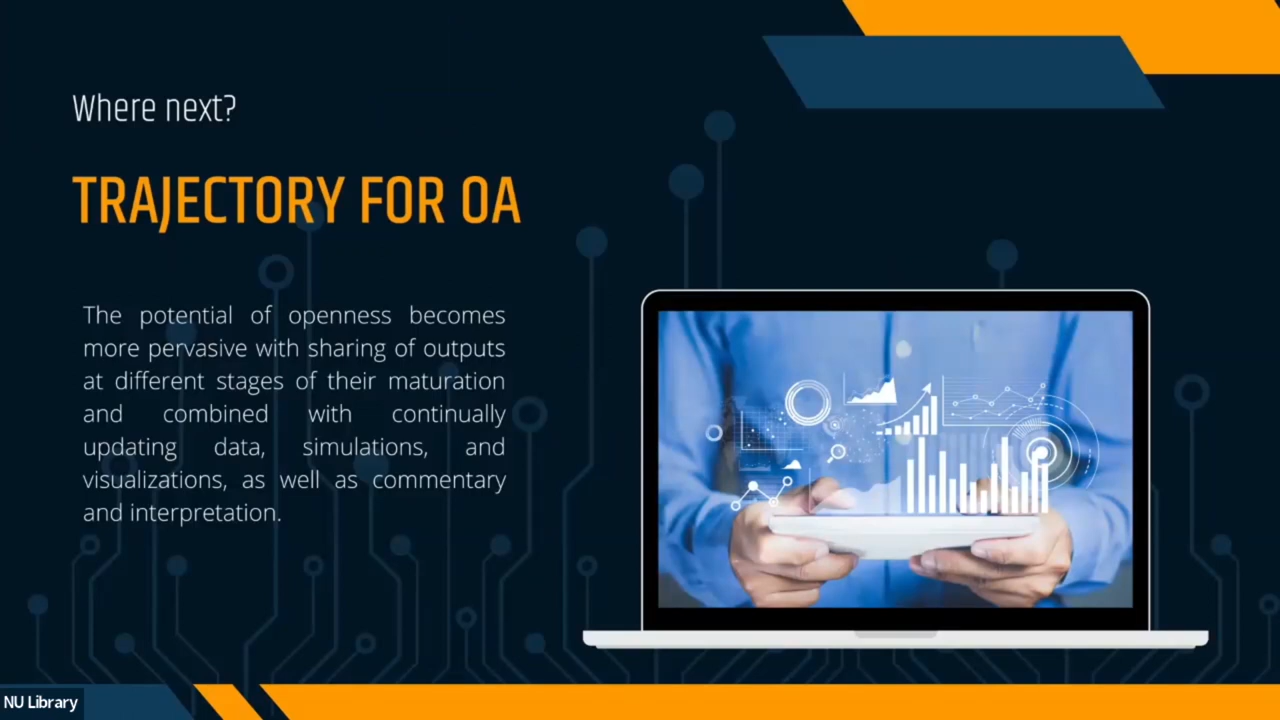 Where next?
TRAJECTORY FOR OA
The potential of openness becomes
more pervasive with sharing of outputs
at different stages of their maturation
and combined with continually
updating data, simulations, and
visualizations, as well as commentary
and interpretation.
NU Library